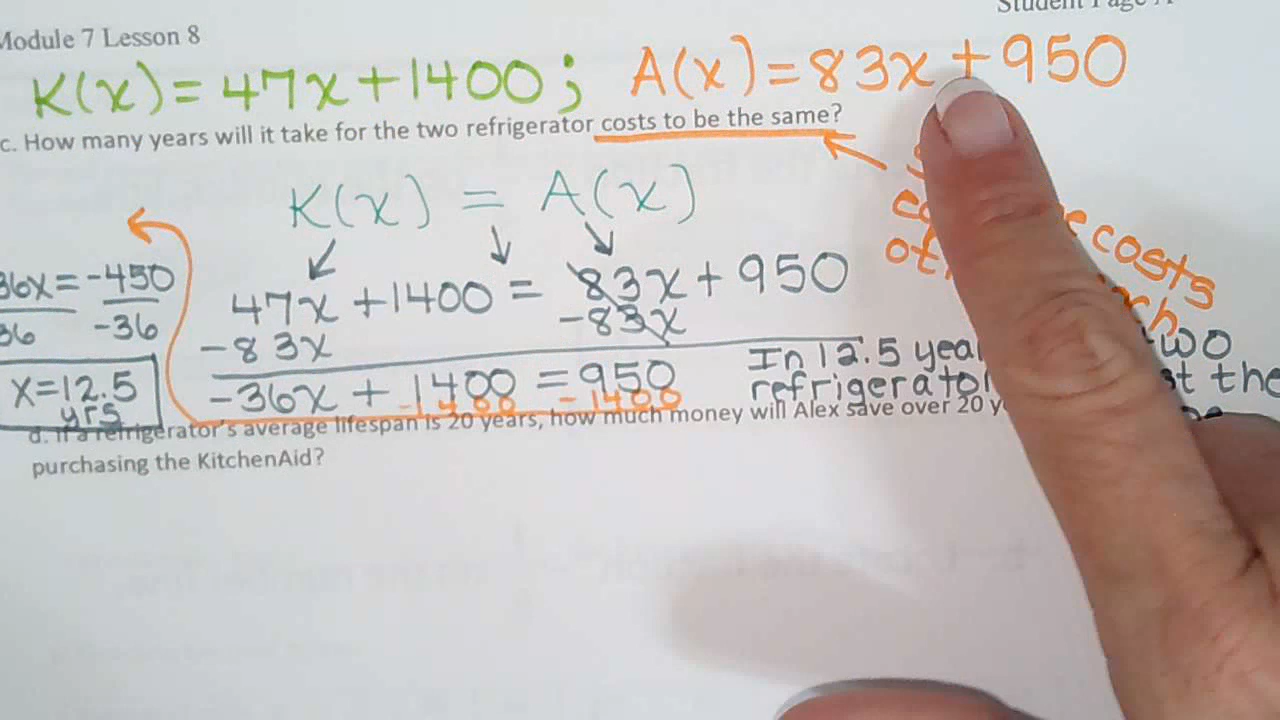 Student Page
Module 7 Lesson 8
K(x) = 47x + 1400 ; A(x) = 83x + 950
c. How many years will it take for the two refrigerator costs to be the same?
K(x) = A(x)
costs
47x + 1400 = 83x + 950
-83x -83x
-36x + 1400 = 950
-1400 -1400
36x = -450
36 -36
x = 12.5
yrs
In 12.5
two
refrigerator
the
d. If a refrigerator's average lifespan is 20 years, how much money will Alex save over 20
purchasing the KitchenAid?